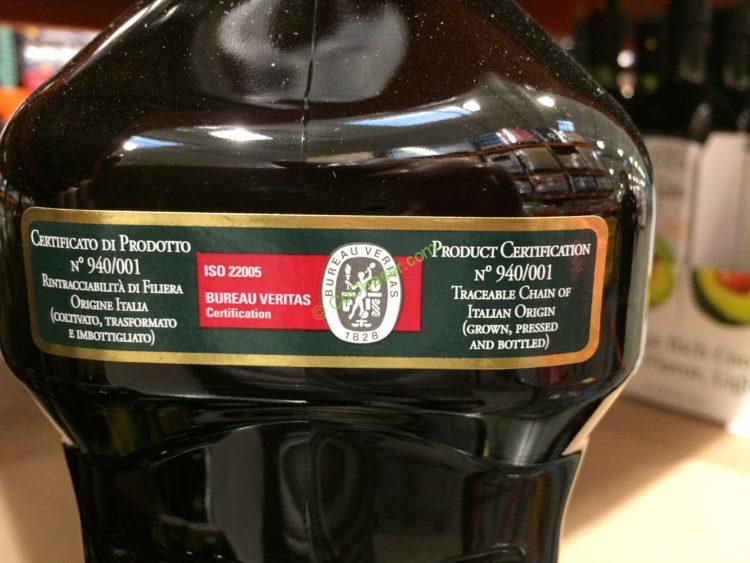 CERTIFICATO DI PRODOTTO
N° 940/001
RINTRACCIABILITÀ DI FILIERA
ORIGINE ITALIA
(COLTIVATO, TRASFORMATO
E IMBOTTIGLIATO)
ISO 22005
BUREAU VERITAS
Certification
BUREAU VERITAS
1828
PRODUCT CERTIFICATION
N° 940/001
TRACEABLE CHAIN OF
ITALIAN ORIGIN
(GROWN, PRESSED
AND BOTTLED)